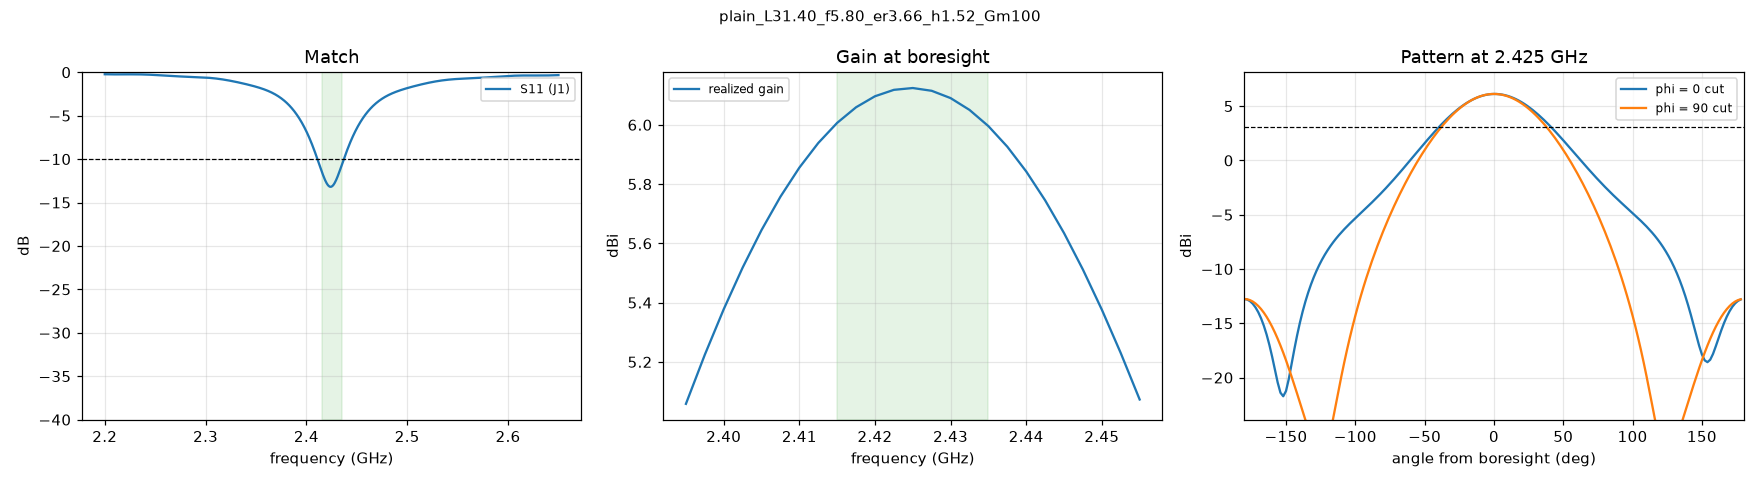 plain_L31.40_f5.80_er3.66_h1.52_Gm100
Match
dB
0
−5
−10
−15
−20
−25
−30
−35
−40
S11 (J1)
2.2 2.3 2.4 2.5 2.6
frequency (GHz)
Gain at boresight
dBi
realized gain
6.0
5.8
5.6
5.4
5.2
2.40 2.41 2.42 2.43 2.44 2.45
frequency (GHz)
Pattern at 2.425 GHz
dBi
phi = 0 cut
phi = 90 cut
5
0
−5
−10
−15
−20
−150 −100 −50 0 50 100 150
angle from boresight (deg)